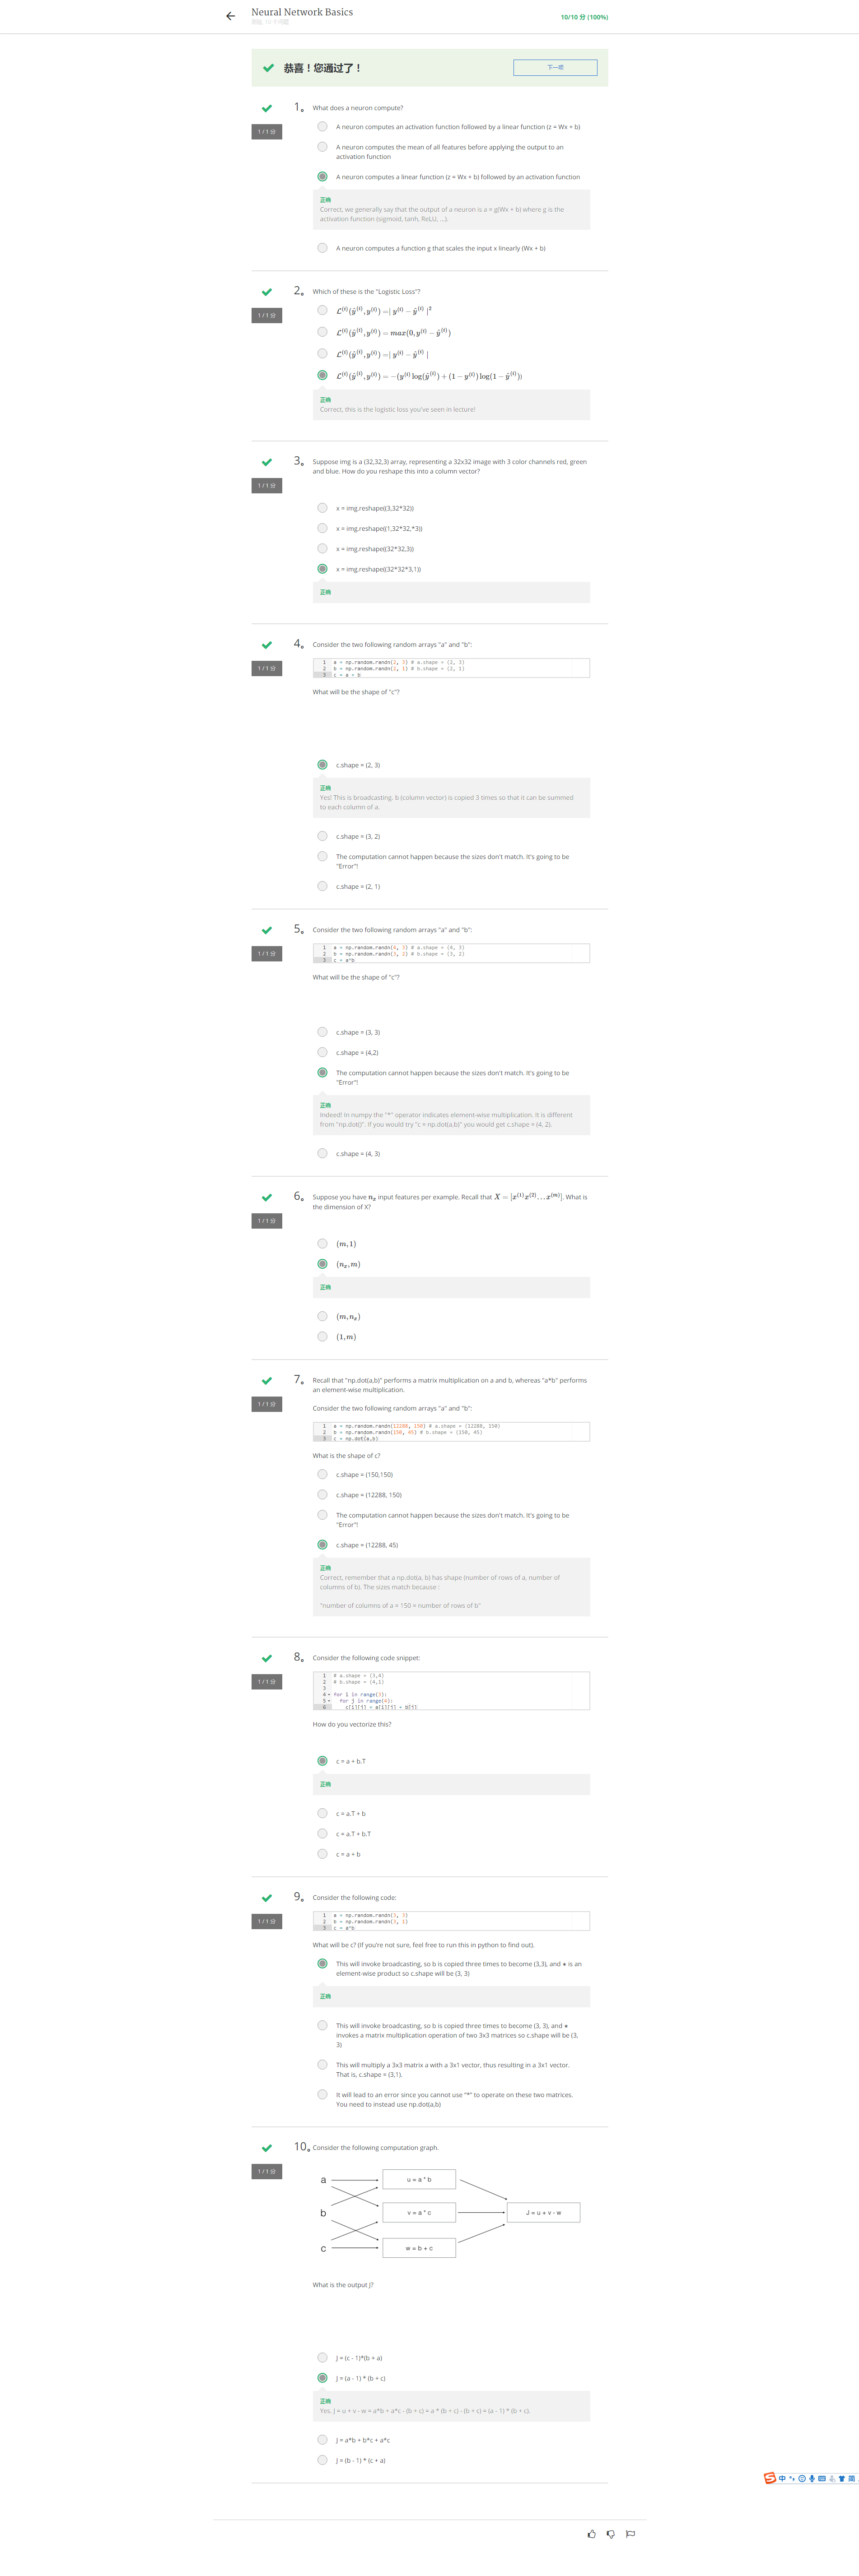 Neural Network Basics
10/10 分 (100%)
测验, 10 个问题
恭喜！您通过了！
下一项
1。
What does a neuron compute?
1 / 1 分
A neuron computes an activation function followed by a linear function (z = Wx + b)
A neuron computes the mean of all features before applying the output to an
activation function
A neuron computes a linear function (z = Wx + b) followed by an activation function
正确
Correct, we generally say that the output of a neuron is a = g(Wx + b) where g is the
activation function (sigmoid, tanh, ReLU, ...).
A neuron computes a function g that scales the input x linearly (Wx + b)
2。
Which of these is the "Logistic Loss"?
1 / 1 分
ℒ⁽ⁱ⁾(ŷ⁽ⁱ⁾, y⁽ⁱ⁾) =| y⁽ⁱ⁾ − ŷ⁽ⁱ⁾ |²
ℒ⁽ⁱ⁾(ŷ⁽ⁱ⁾, y⁽ⁱ⁾) = max(0, y⁽ⁱ⁾ − ŷ⁽ⁱ⁾)
ℒ⁽ⁱ⁾(ŷ⁽ⁱ⁾, y⁽ⁱ⁾) =| y⁽ⁱ⁾ − ŷ⁽ⁱ⁾ |
ℒ⁽ⁱ⁾(ŷ⁽ⁱ⁾, y⁽ⁱ⁾) = −(y⁽ⁱ⁾ log(ŷ⁽ⁱ⁾) + (1 − y⁽ⁱ⁾) log(1 − ŷ⁽ⁱ⁾))
正确
Correct, this is the logistic loss you've seen in lecture!
3。
Suppose img is a (32,32,3) array, representing a 32x32 image with 3 color channels red, green
and blue. How do you reshape this into a column vector?
1 / 1 分
x = img.reshape((3,32*32))
x = img.reshape((1,32*32,*3))
x = img.reshape((32*32,3))
x = img.reshape((32*32*3,1))
正确
4。
Consider the two following random arrays "a" and "b":
1 / 1 分
1 a = np.random.randn(2, 3) # a.shape = (2, 3)
2 b = np.random.randn(2, 1) # b.shape = (2, 1)
3 c = a + b
What will be the shape of "c"?
c.shape = (2, 3)
正确
Yes! This is broadcasting. b (column vector) is copied 3 times so that it can be summed
to each column of a.
c.shape = (3, 2)
The computation cannot happen because the sizes don't match. It's going to be
"Error"!
c.shape = (2, 1)
5。
Consider the two following random arrays "a" and "b":
1 / 1 分
1 a = np.random.randn(4, 3) # a.shape = (4, 3)
2 b = np.random.randn(3, 2) # b.shape = (3, 2)
3 c = a*b
What will be the shape of "c"?
c.shape = (3, 3)
c.shape = (4,2)
The computation cannot happen because the sizes don't match. It's going to be
"Error"!
正确
Indeed! In numpy the "*" operator indicates element-wise multiplication. It is different
from "np.dot()". If you would try "c = np.dot(a,b)" you would get c.shape = (4, 2).
c.shape = (4, 3)
6。
Suppose you have nₓ input features per example. Recall that X = [x⁽¹⁾x⁽²⁾...x⁽ᵐ⁾]. What is
the dimension of X?
1 / 1 分
(m, 1)
(nₓ, m)
正确
(m, nₓ)
(1, m)
7。
Recall that "np.dot(a,b)" performs a matrix multiplication on a and b, whereas "a*b" performs
an element-wise multiplication.
1 / 1 分
Consider the two following random arrays "a" and "b":
1 a = np.random.randn(12288, 150) # a.shape = (12288, 150)
2 b = np.random.randn(150, 45) # b.shape = (150, 45)
3 c = np.dot(a,b)
What is the shape of c?
c.shape = (150,150)
c.shape = (12288, 150)
The computation cannot happen because the sizes don't match. It's going to be
"Error"!
c.shape = (12288, 45)
正确
Correct, remember that a np.dot(a, b) has shape (number of rows of a, number of
columns of b). The sizes match because :
"number of columns of a = 150 = number of rows of b"
8。
Consider the following code snippet:
1 / 1 分
1 # a.shape = (3,4)
2 # b.shape = (4,1)
3
4 for i in range(3):
5 for j in range(4):
6 c[i][j] = a[i][j] + b[j]
How do you vectorize this?
c = a + b.T
正确
c = a.T + b
c = a.T + b.T
c = a + b
9。
Consider the following code:
1 / 1 分
1 a = np.random.randn(3, 3)
2 b = np.random.randn(3, 1)
3 c = a*b
What will be c? (If you're not sure, feel free to run this in python to find out).
This will invoke broadcasting, so b is copied three times to become (3,3), and ∗ is an
element-wise product so c.shape will be (3, 3)
正确
This will invoke broadcasting, so b is copied three times to become (3, 3), and ∗
invokes a matrix multiplication operation of two 3x3 matrices so c.shape will be (3,
3)
This will multiply a 3x3 matrix a with a 3x1 vector, thus resulting in a 3x1 vector.
That is, c.shape = (3,1).
It will lead to an error since you cannot use "*" to operate on these two matrices.
You need to instead use np.dot(a,b)
10。
Consider the following computation graph.
1 / 1 分
a
u = a * b
b
v = a * c
J = u + v - w
c
w = b + c
What is the output J?
J = (c - 1)*(b + a)
J = (a - 1) * (b + c)
正确
Yes. J = u + v - w = a*b + a*c - (b + c) = a * (b + c) - (b + c) = (a - 1) * (b + c).
J = a*b + b*c + a*c
J = (b - 1) * (c + a)
S 中 简